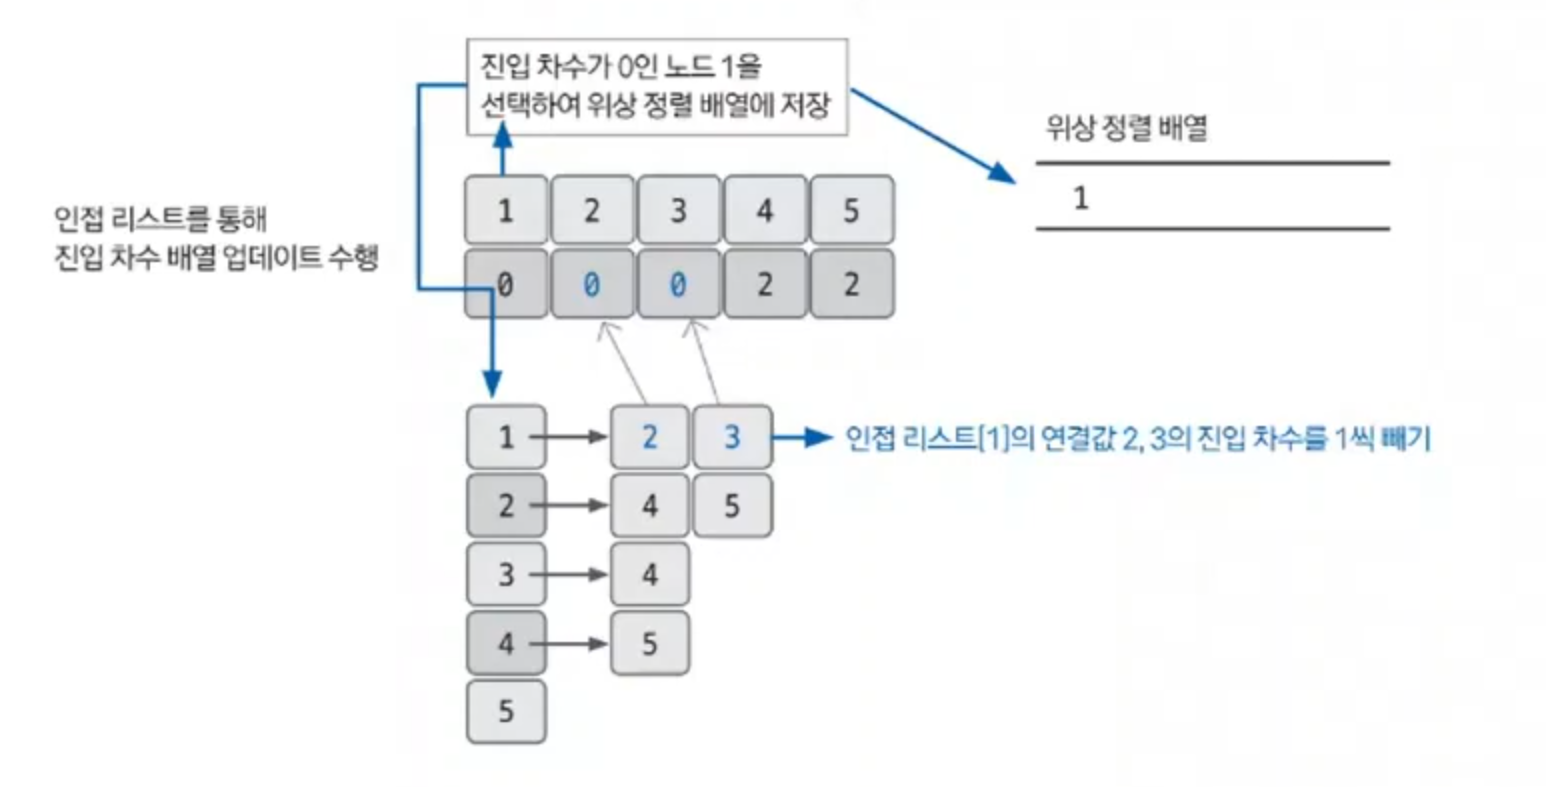 진입 차수가 0인 노드 1을
선택하여 위상 정렬 배열에 저장
위상 정렬 배열
1
인접 리스트를 통해
진입 차수 배열 업데이트 수행
1 2 3 4 5
0 0 0 2 2
1 2 3
인접 리스트[1]의 연결값 2, 3의 진입 차수를 1씩 빼기
2 4 5
3 4
4 5
5